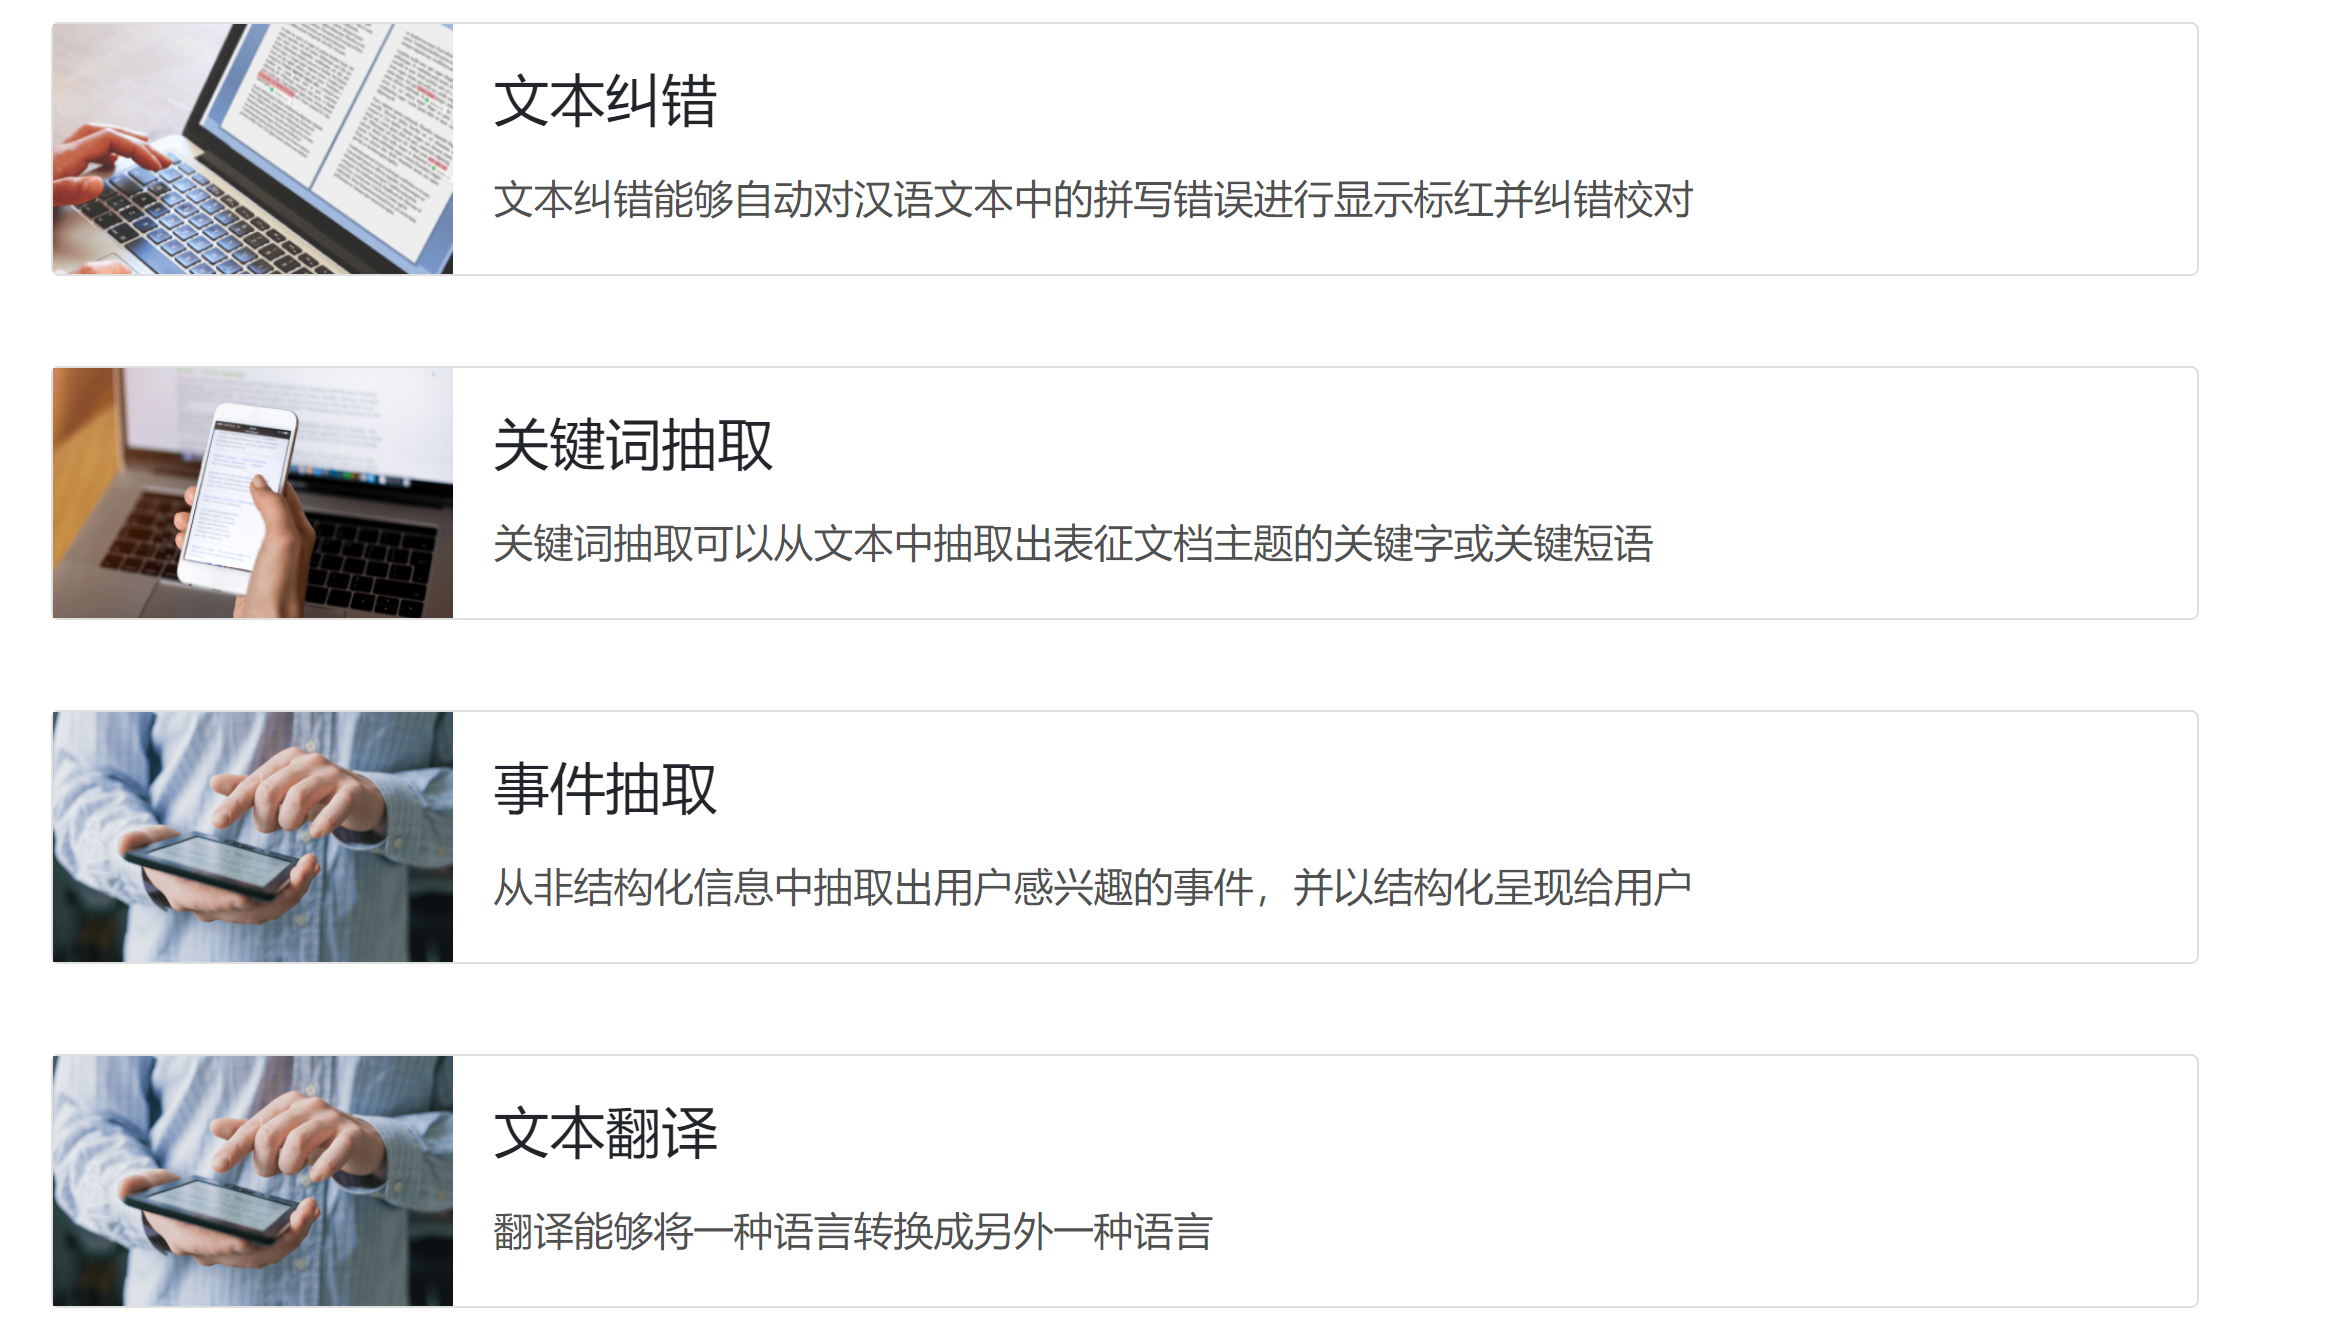 文本纠错
文本纠错能够自动对汉语文本中的拼写错误进行显示标红并纠错校对
关键词抽取
关键词抽取可以从文本中抽取出表征文档主题的关键字或关键短语
事件抽取
从非结构化信息中抽取出用户感兴趣的事件，并以结构化呈现给用户
文本翻译
翻译能够将一种语言转换成另外一种语言